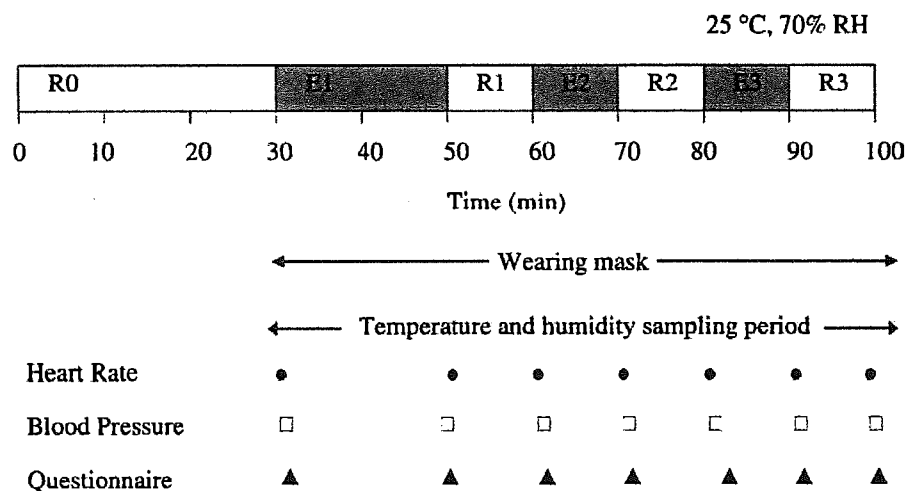 25 °C, 70% RH
R0 E1 R1 E2 R2 E3 R3
0 10 20 30 40 50 60 70 80 90 100
Time (min)
Wearing mask
Temperature and humidity sampling period
Heart Rate
Blood Pressure
Questionnaire